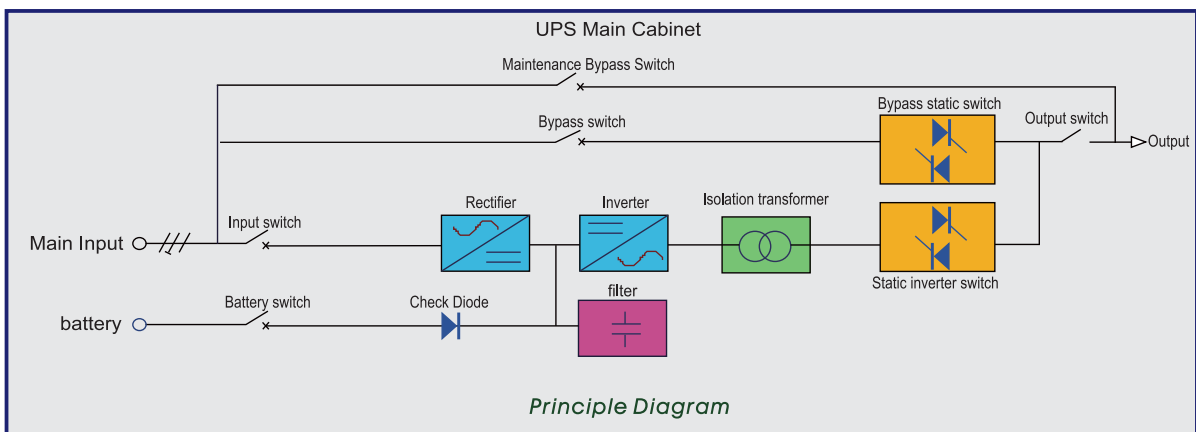 UPS Main Cabinet
Maintenance Bypass Switch
Bypass static switch
Bypass switch
Output switch
Output
Rectifier
Inverter
Isolation transformer
Input switch
Main Input
Static inverter switch
Battery switch
Check Diode
filter
battery
Principle Diagram